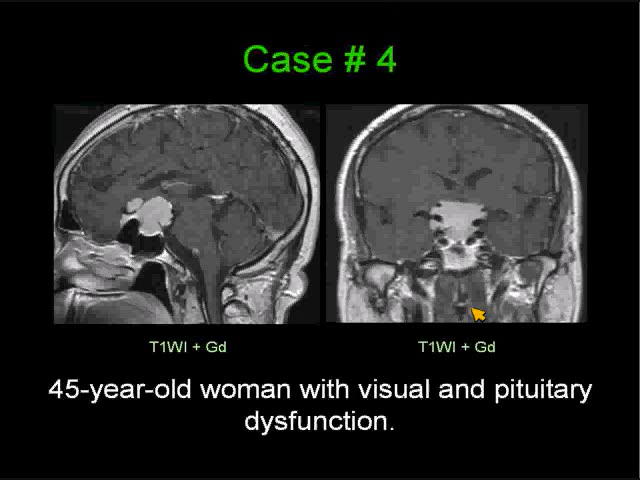 Case # 4
T1WI + Gd
T1WI + Gd
45-year-old woman with visual and pituitary
dysfunction.